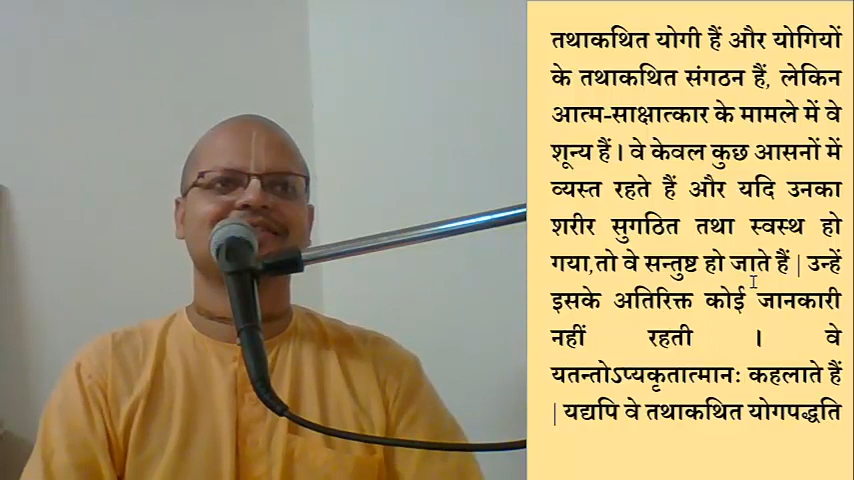 तथाकथित योगी हैं और योगियों
के तथाकथित संगठन हैं, लेकिन
आत्म-साक्षात्कार के मामले में वे
शून्य हैं । वे केवल कुछ आसनों में
व्यस्त रहते हैं और यदि उनका
शरीर सुगठित तथा स्वस्थ हो
गया,तो वे सन्तुष्ट हो जाते हैं | उन्हें
इसके अतिरिक्त कोई जानकारी
नहीं रहती । वे
यतन्तोऽप्यकृतात्मानः कहलाते हैं
| यद्यपि वे तथाकथित योगपद्धति